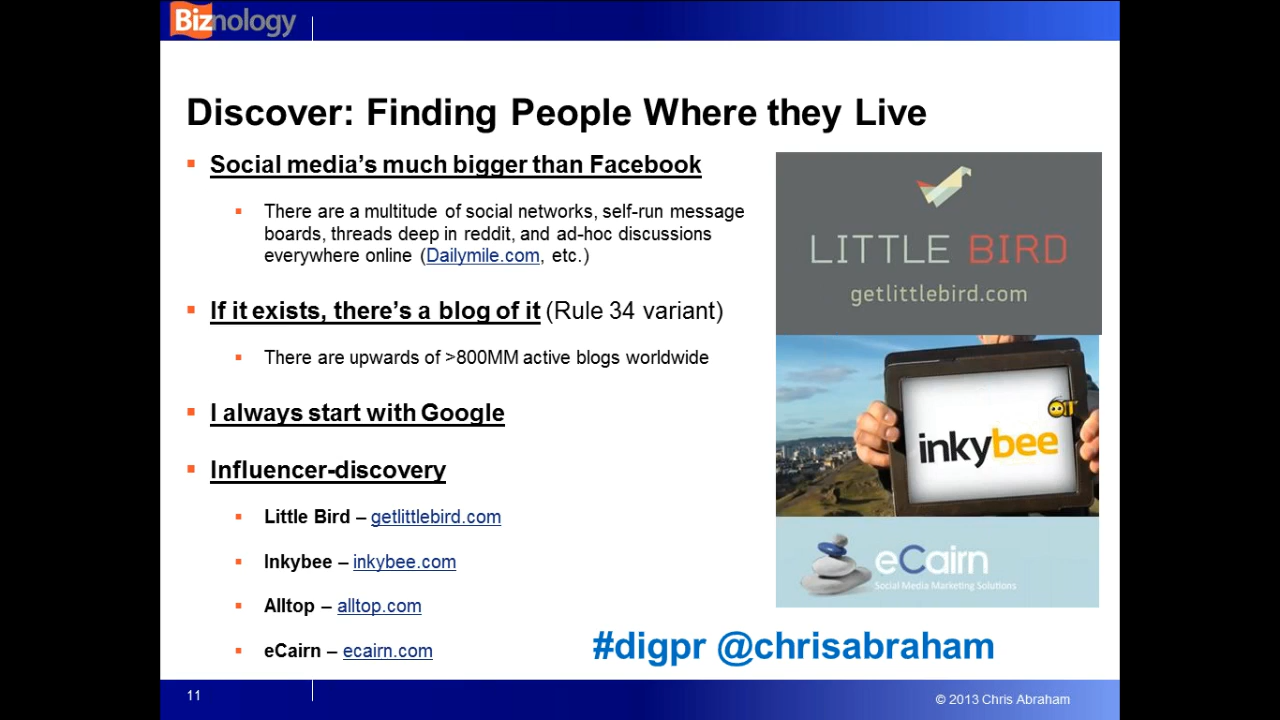 Biznology
Discover: Finding People Where they Live
Social media's much bigger than Facebook
There are a multitude of social networks, self-run message
boards, threads deep in reddit, and ad-hoc discussions
everywhere online (Dailymile.com, etc.)
If it exists, there's a blog of it (Rule 34 variant)
There are upwards of >800MM active blogs worldwide
I always start with Google
Influencer-discovery
Little Bird – getlittlebird.com
Inkybee – inkybee.com
Alltop – alltop.com
eCairn – ecairn.com
LITTLE BIRD
getlittlebird.com
inkybee
eCairn
Social Media Marketing Solutions
#digpr @chrisabraham
11
© 2013 Chris Abraham